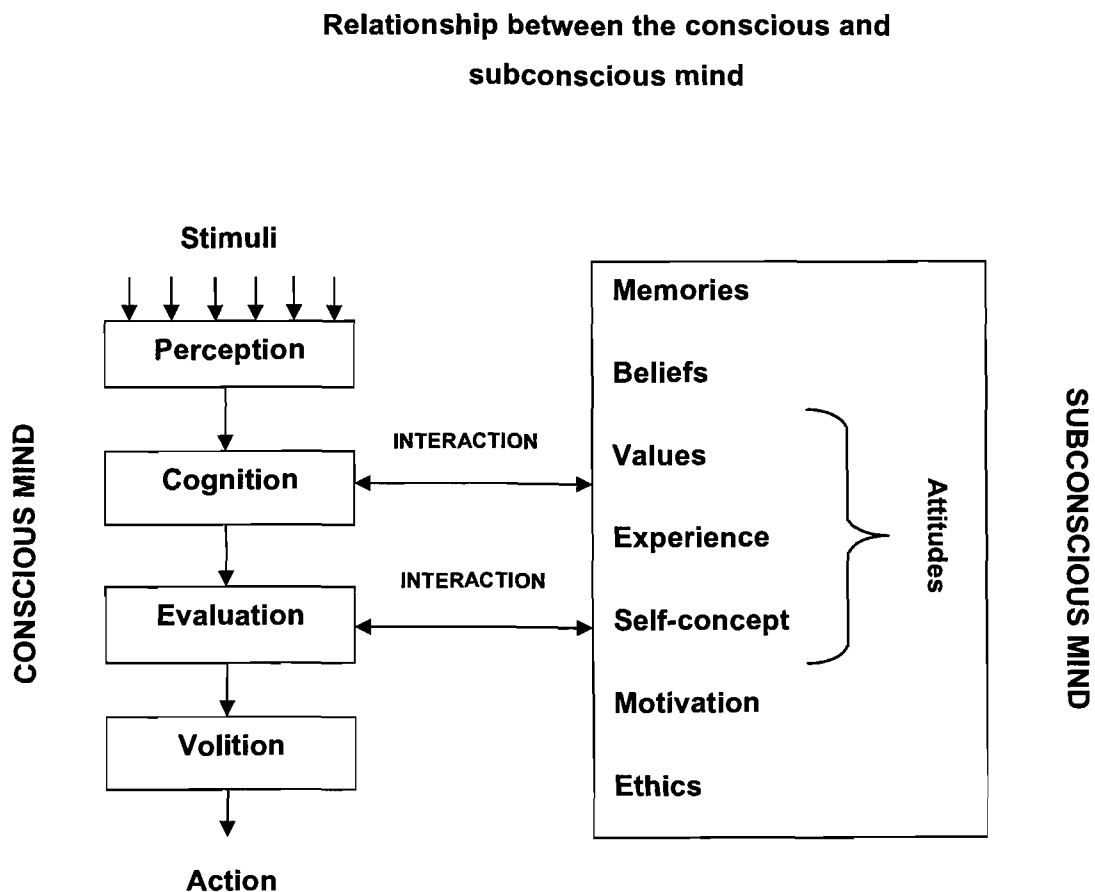 Relationship between the conscious and
subconscious mind
Stimuli
Perception
Cognition
Evaluation
Volition
Action
CONSCIOUS MIND
INTERACTION
INTERACTION
Memories
Beliefs
Values
Experience
Self-concept
Motivation
Ethics
Attitudes
SUBCONSCIOUS MIND